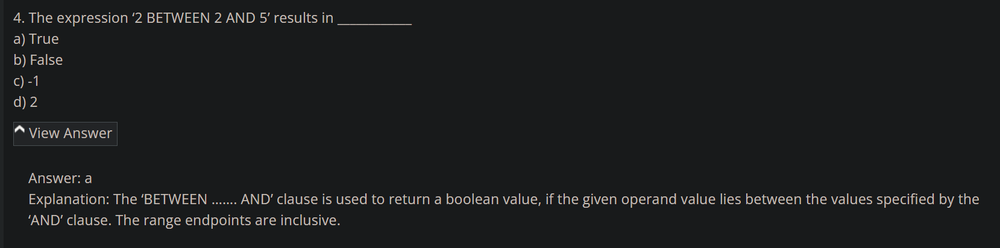 4. The expression ‘2 BETWEEN 2 AND 5’ results in ____________
a) True
b) False
c) -1
d) 2
View Answer
Answer: a
Explanation: The ‘BETWEEN ……. AND’ clause is used to return a boolean value, if the given operand value lies between the values specified by the
‘AND’ clause. The range endpoints are inclusive.